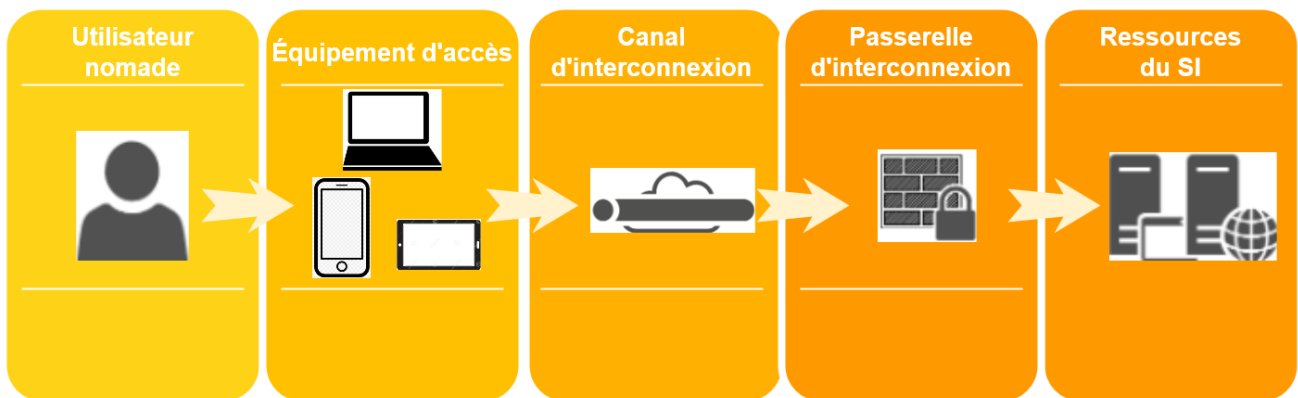 Utilisateur
nomade
Équipement d'accès
Canal
d'interconnexion
Passerelle
d'interconnexion
Ressources
du SI